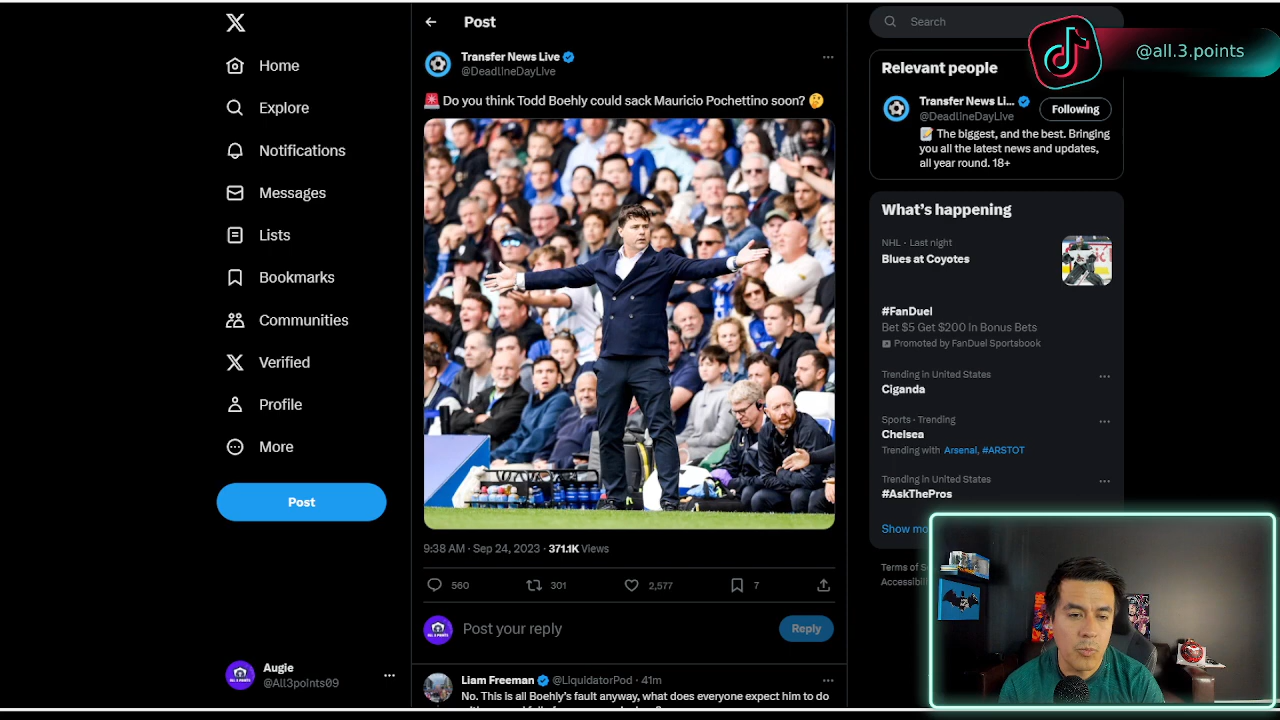 Home
Explore
Notifications
Messages
Lists
Bookmarks
Communities
Verified
Profile
More
Post
Augie
@All3points09
Post
Transfer News Live
@DeadlineDayLive
Do you think Todd Boehly could sack Mauricio Pochettino soon?
9:38 AM · Sep 24, 2023 · 371.1K Views
560 301 2,577 7
Post your reply
Reply
Liam Freeman @LiquidatorPod · 41m
No. This is all Boehly's fault anyway, what does everyone expect him to do
Search
@all.3.points
Relevant people
Transfer News Li...
@DeadlineDayLive
Following
The biggest, and the best. Bringing
you all the latest news and updates,
all year round. 18+
What's happening
NHL · Last night
Blues at Coyotes
#FanDuel
Bet $5 Get $200 In Bonus Bets
Promoted by FanDuel Sportsbook
Trending in United States
Ciganda
Sports · Trending
Chelsea
Trending with Arsenal, #ARSTOT
Trending in United States
#AskThePros
Show mo
Terms of S
Accessibili